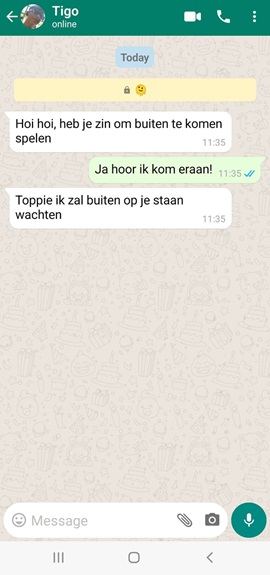 Tigo
online
Today
Hoi hoi, heb je zin om buiten te komen
spelen
11:35
Ja hoor ik kom eraan!
11:35
Toppie ik zal buiten op je staan
wachten
11:35
Message